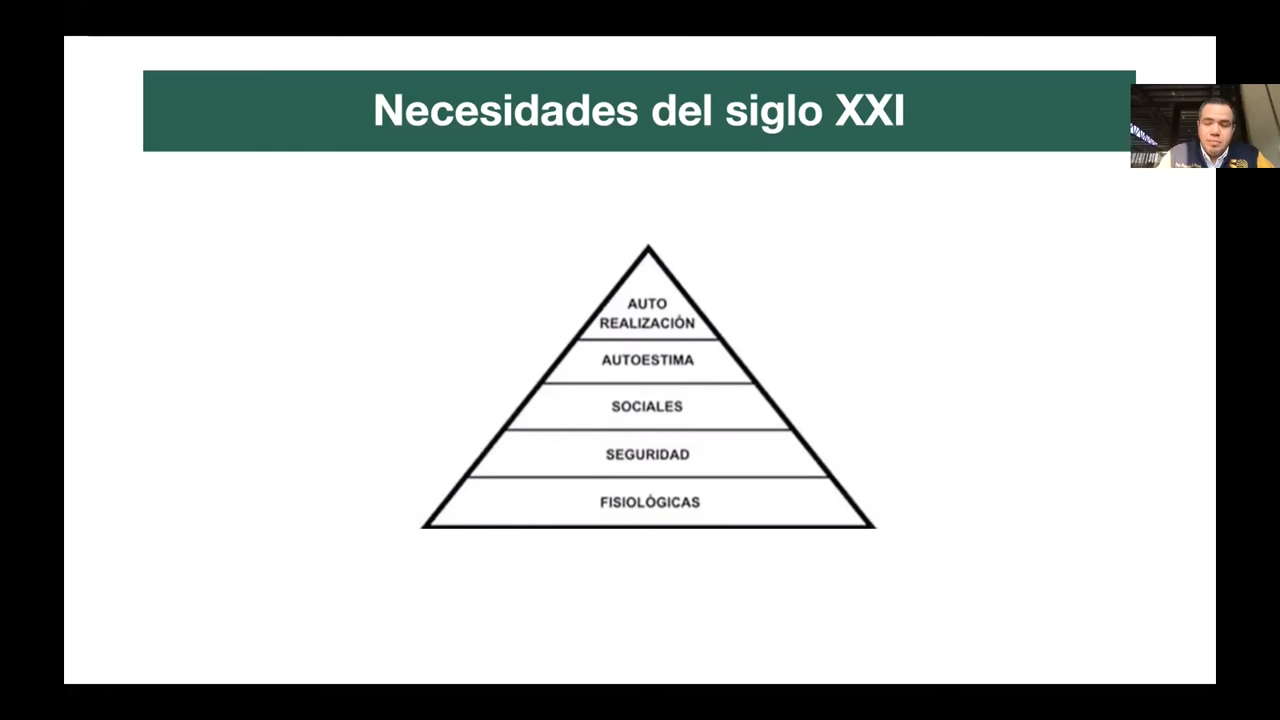 Necesidades del siglo XXI
AUTO
REALIZACIÓN
AUTOESTIMA
SOCIALES
SEGURIDAD
FISIOLÓGICAS